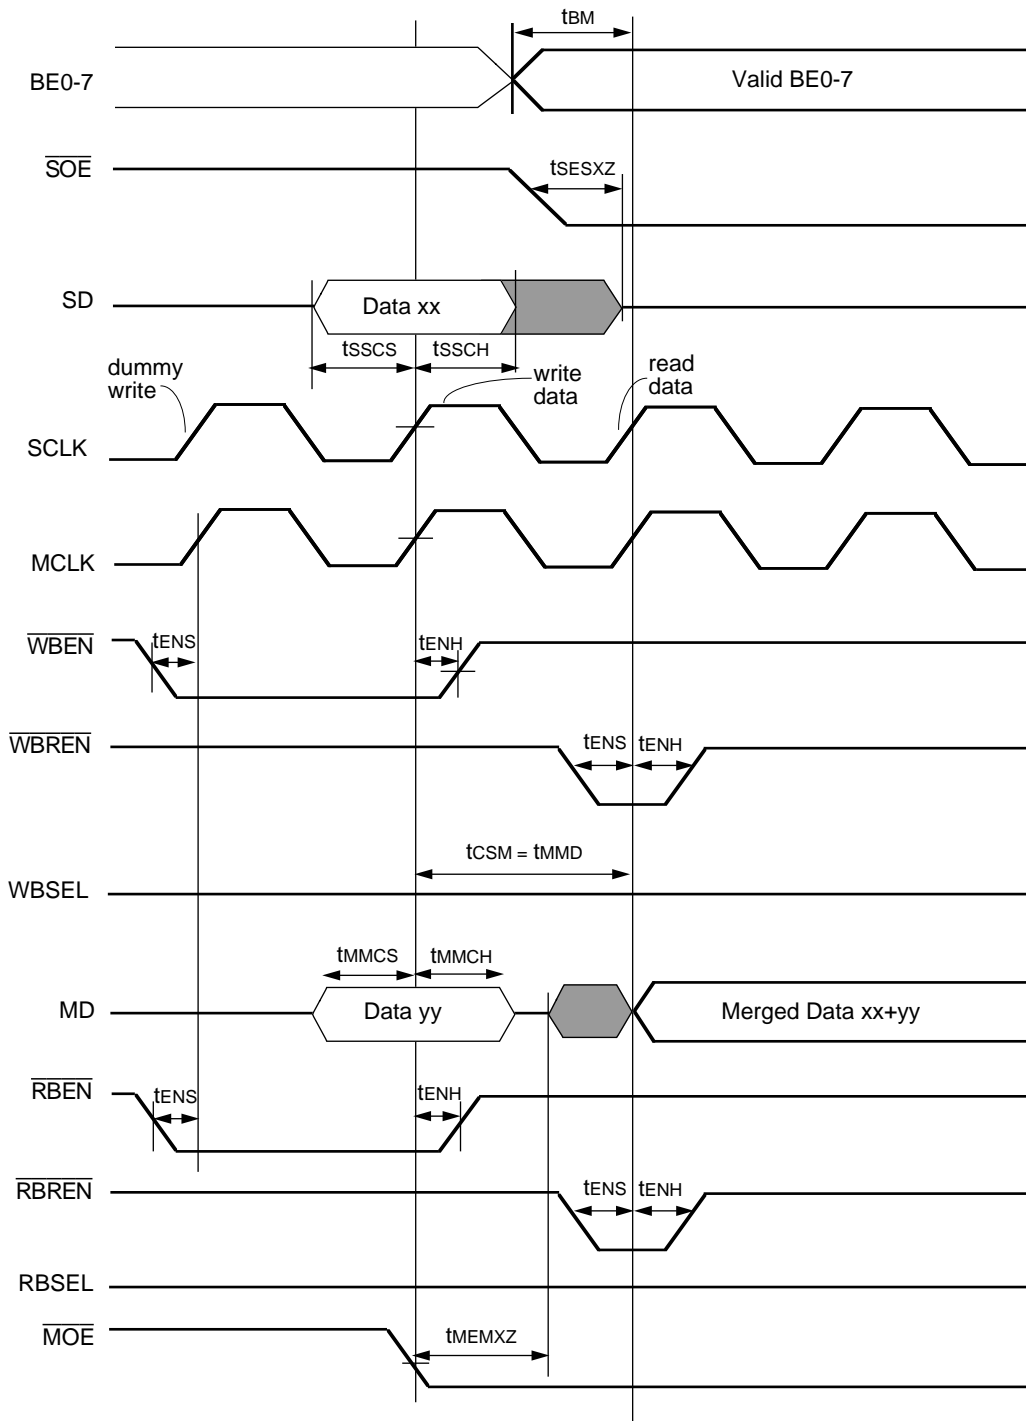 tBM
BE0-7
Valid BE0-7
SOE
tSESXZ
SD
Data xx
tSSCS
tSSCH
dummy
write
write
data
read
data
SCLK
MCLK
WBEN
tENS
tENH
WBREN
tENS
tENH
tCSM = tMMD
WBSEL
tMMCS
tMMCH
MD
Data yy
Merged Data xx+yy
RBEN
tENS
tENH
RBREN
tENS
tENH
RBSEL
MOE
tMEMXZ